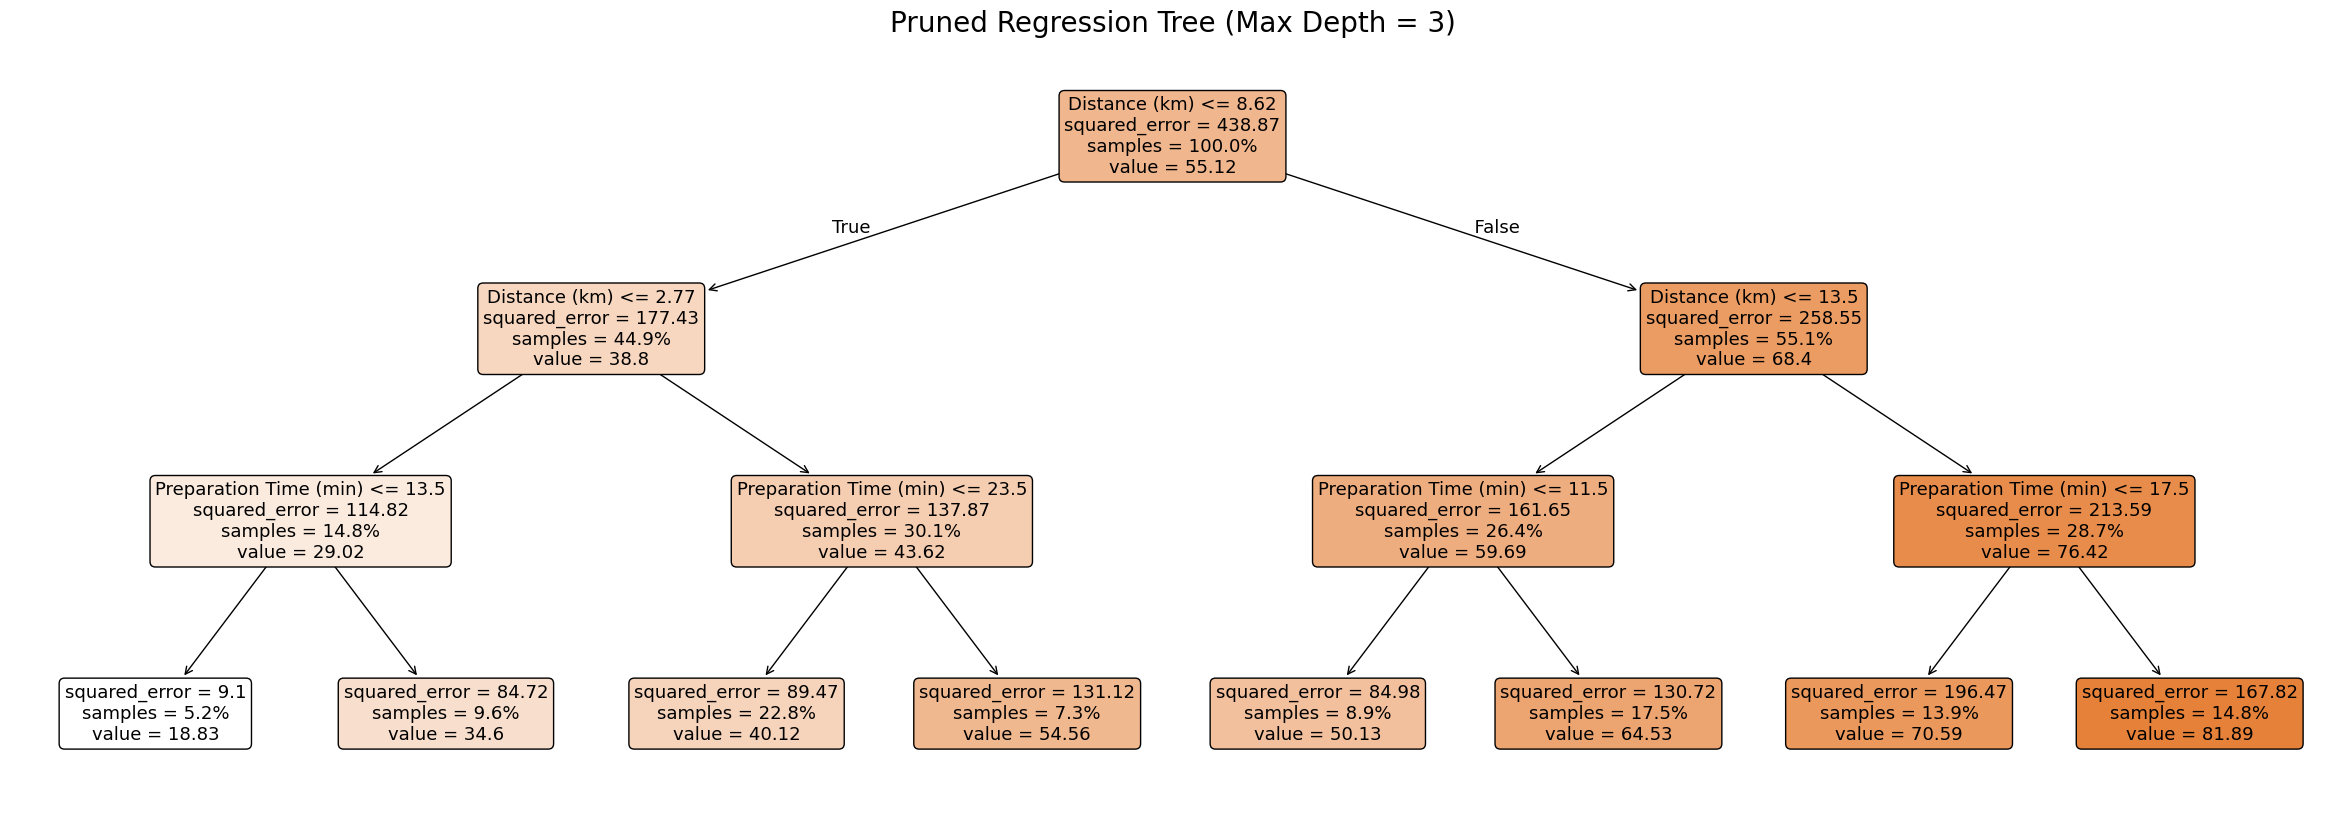 Pruned Regression Tree (Max Depth = 3)
Distance (km) <= 8.62
squared_error = 438.87
samples = 100.0%
value = 55.12
True
False
Distance (km) <= 2.77
squared_error = 177.43
samples = 44.9%
value = 38.8
Distance (km) <= 13.5
squared_error = 258.55
samples = 55.1%
value = 68.4
Preparation Time (min) <= 13.5
squared_error = 114.82
samples = 14.8%
value = 29.02
Preparation Time (min) <= 23.5
squared_error = 137.87
samples = 30.1%
value = 43.62
Preparation Time (min) <= 11.5
squared_error = 161.65
samples = 26.4%
value = 59.69
Preparation Time (min) <= 17.5
squared_error = 213.59
samples = 28.7%
value = 76.42
squared_error = 9.1
samples = 5.2%
value = 18.83
squared_error = 84.72
samples = 9.6%
value = 34.6
squared_error = 89.47
samples = 22.8%
value = 40.12
squared_error = 131.12
samples = 7.3%
value = 54.56
squared_error = 84.98
samples = 8.9%
value = 50.13
squared_error = 130.72
samples = 17.5%
value = 64.53
squared_error = 196.47
samples = 13.9%
value = 70.59
squared_error = 167.82
samples = 14.8%
value = 81.89